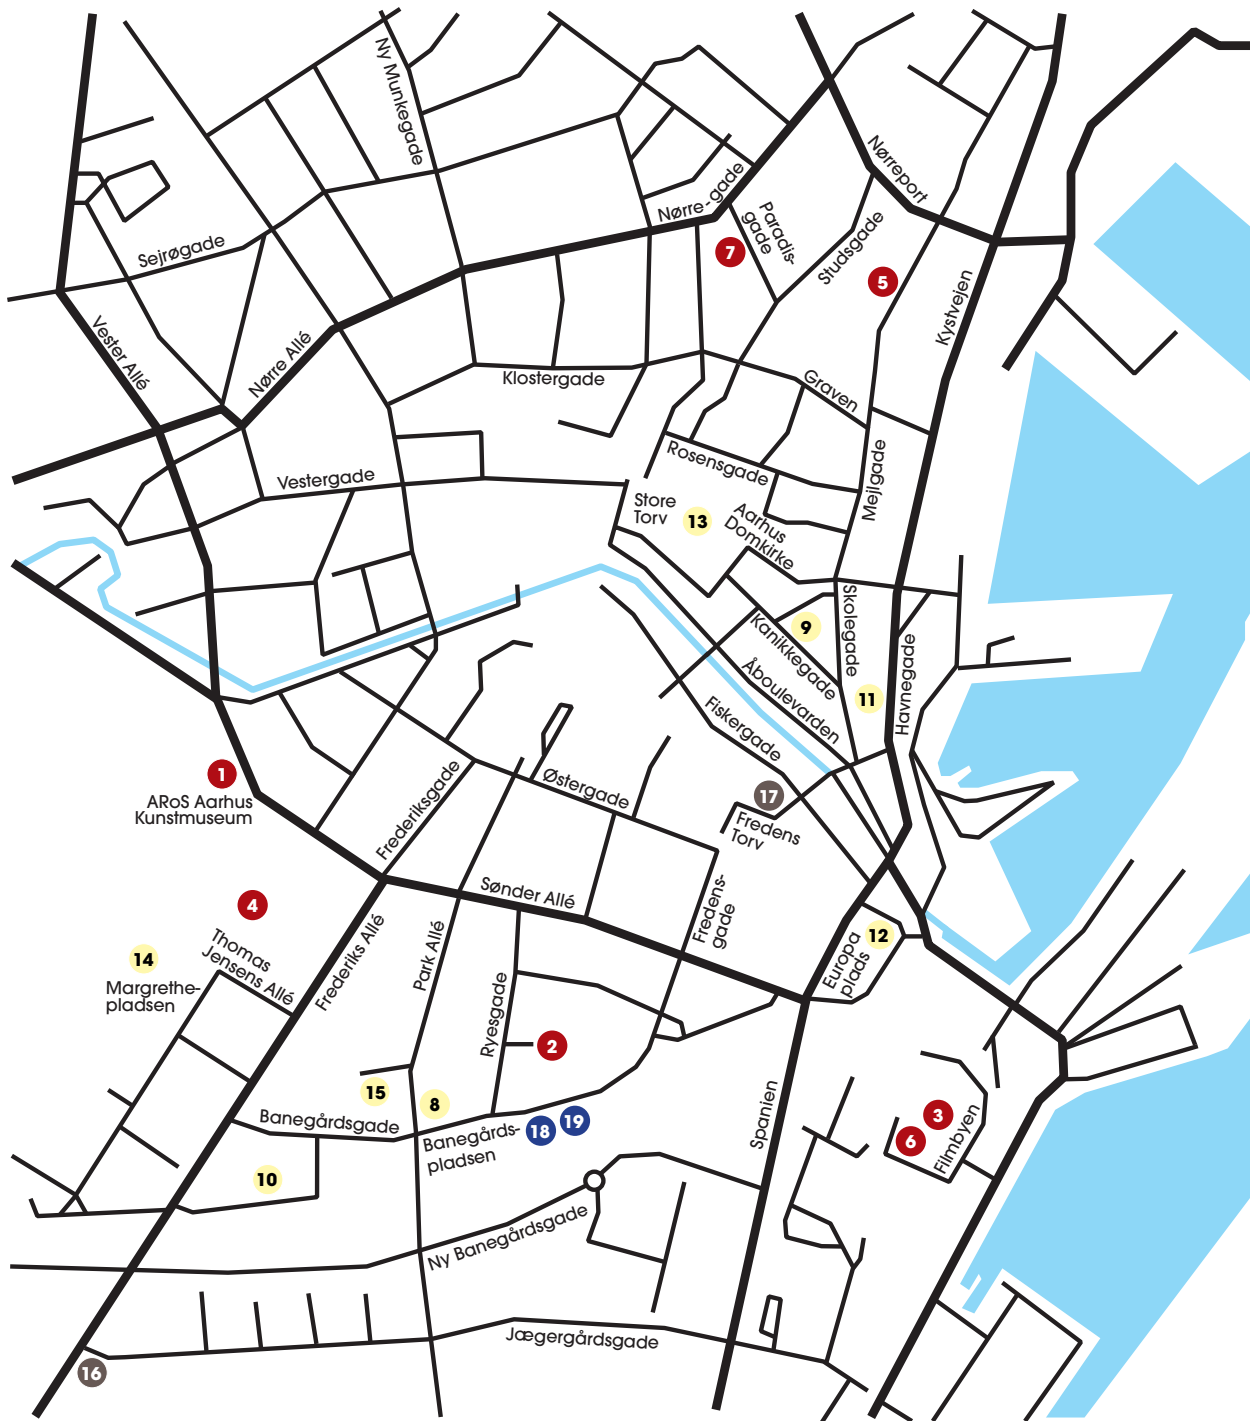 Ny Munkegade
Nørreport
Nørre-gade
Paradis-
gade
Studsgade
7
5
Sejrøgade
Kystvejen
Vester Allé
Nørre Allé
Klostergade
Graven
Rosensgade
Vestergade
Mejlgade
Store
Torv
13
Aarhus
Domkirke
Skolegade
9
Kanikkegade
Åboulevarden
11
Havnegade
Fiskergade
1
ARoS Aarhus
Kunstmuseum
Frederiksgade
Østergade
17
Fredens
Torv
Sønder Allé
Fredens-
gade
4
Thomas
Jensens Allé
14
Margrethe-
pladsen
Frederiks Allé
Park Allé
Ryesgade
12
Europa
plads
2
15
8
Banegårdsgade
Banegårds-
pladsen
18
19
Spanien
3
6
Filmbyen
10
Ny Banegårdsgade
Jægergårdsgade
16